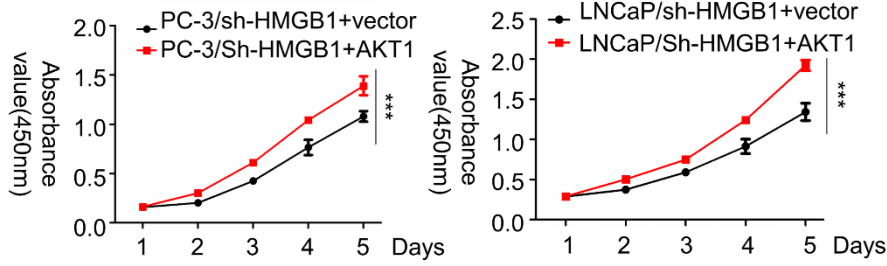 PC-3/sh-HMGB1+vector
PC-3/Sh-HMGB1+AKT1
Absorbance
value(450nm)
2.0
1.5
1.0
0.5
0.0
1 2 3 4 5 Days
***
LNCaP/sh-HMGB1+vector
LNCaP/Sh-HMGB1+AKT1
Absorbance
value(450nm)
2.5
2.0
1.5
1.0
0.5
0.0
1 2 3 4 5 Days
***